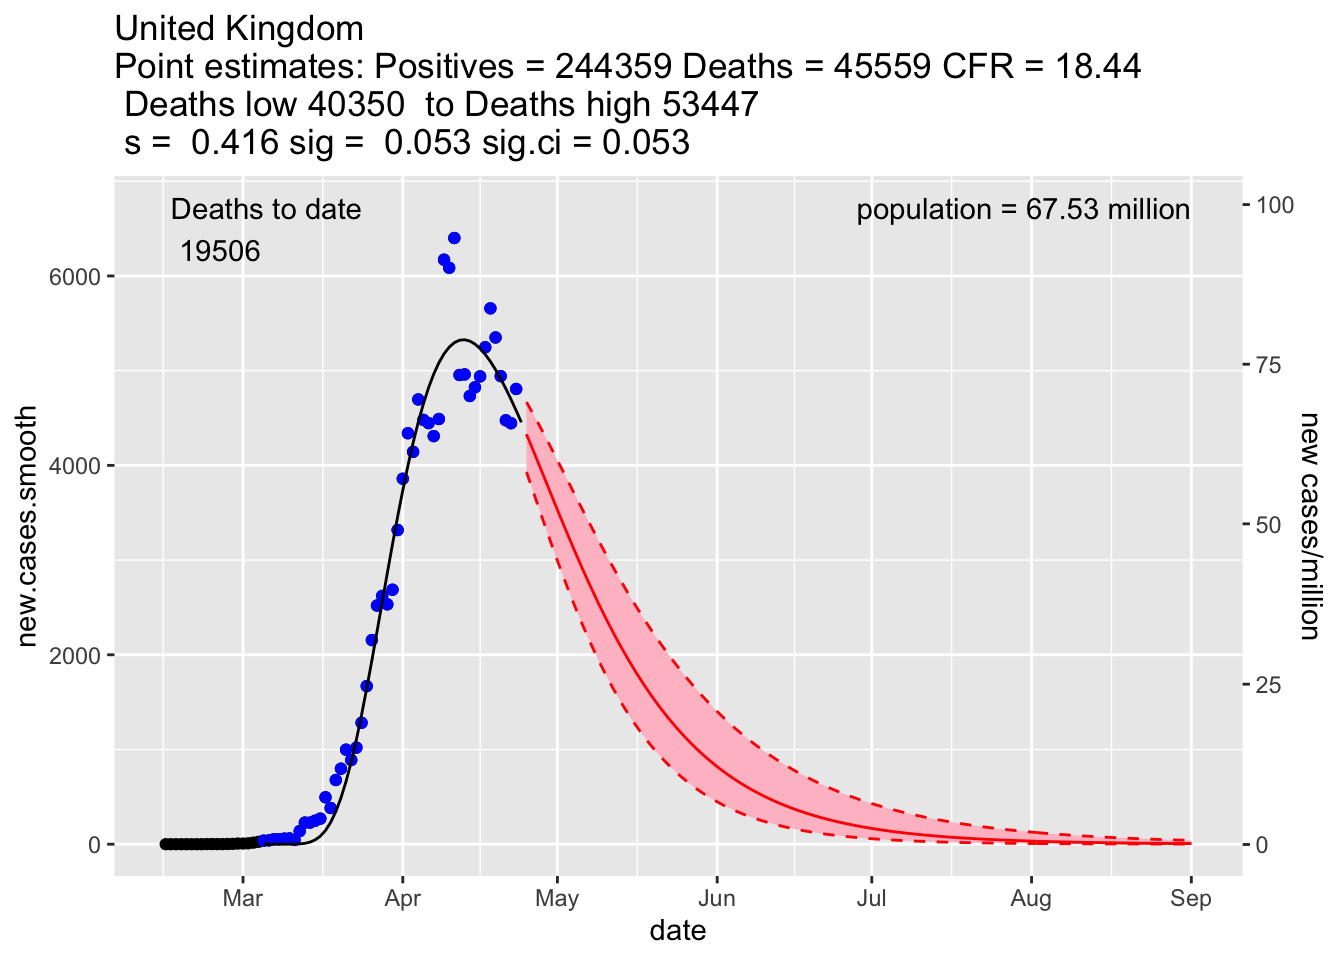 United Kingdom
Point estimates: Positives = 244359 Deaths = 45559 CFR = 18.44
Deaths low 40350  to Deaths high 53447
s =  0.416 sig =  0.053 sig.ci = 0.053
Deaths to date
19506
population = 67.53 million
6000
4000
2000
0
new.cases.smooth
100
75
50
25
0
new cases/million
Mar
Apr
May
Jun
Jul
Aug
Sep
date